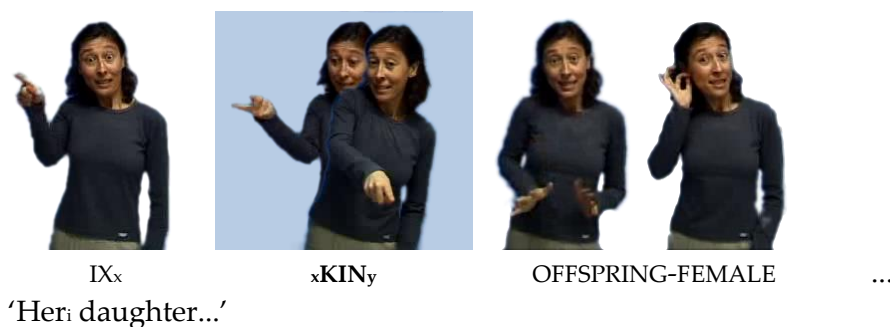 IXx xKINy OFFSPRING-FEMALE ...
‘Heri daughter...’